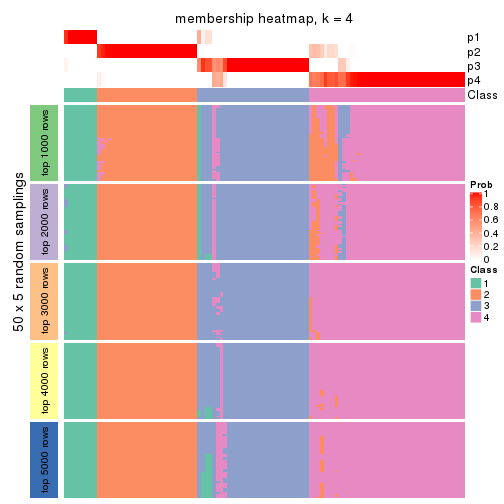 membership heatmap, k = 4
p1
p2
p3
p4
Class
50 x 5 random samplings
top 1000 rows
top 2000 rows
top 3000 rows
top 4000 rows
top 5000 rows
Prob
1
0.8
0.6
0.4
0.2
0
Class
1
2
3
4